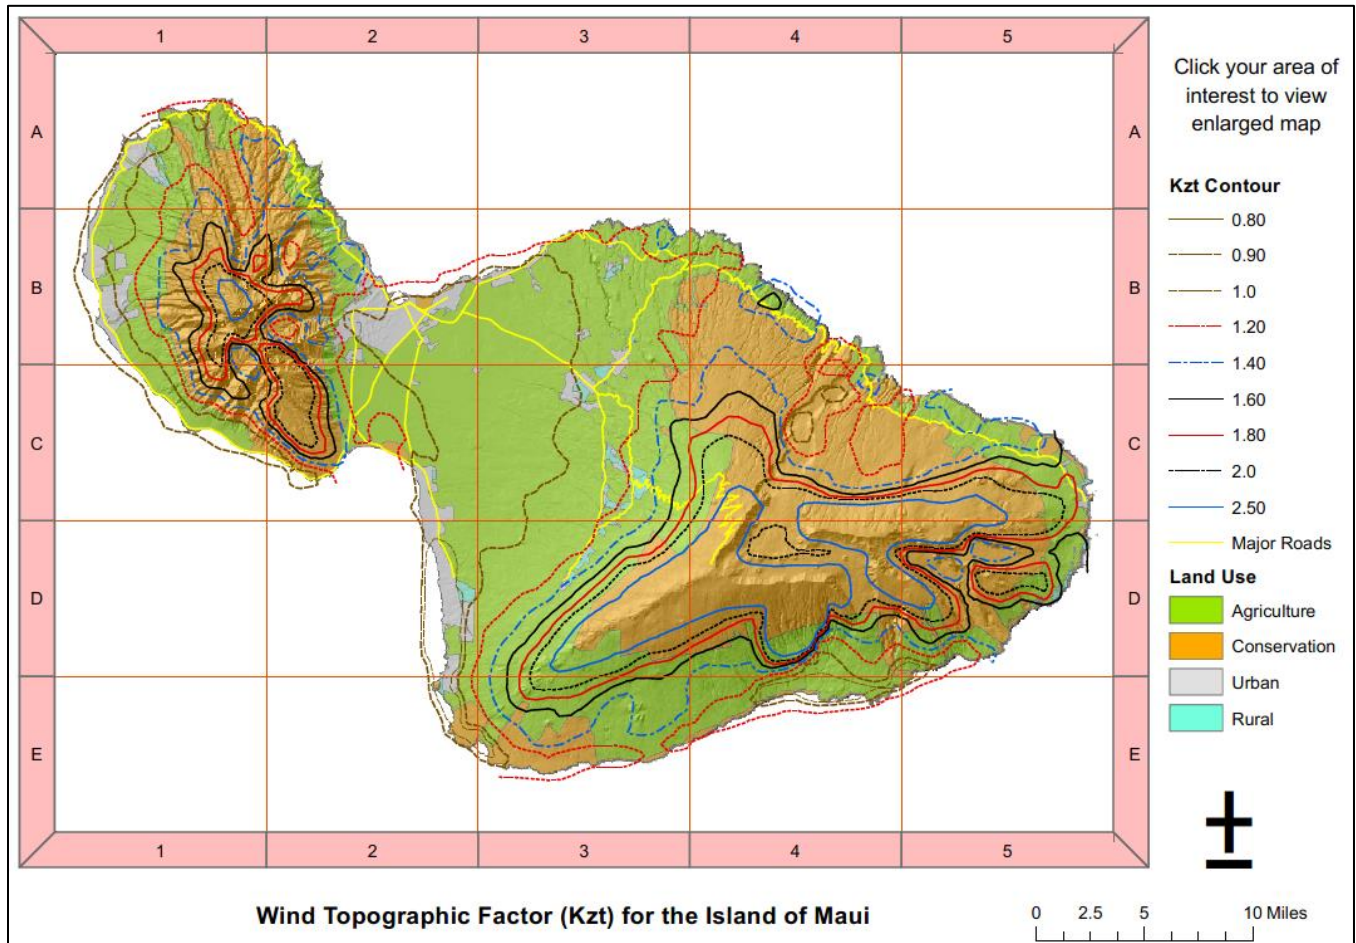 1 2 3 4 5
A A
B B
C C
D D
E E
1 2 3 4 5
Click your area of
interest to view
enlarged map
Kzt Contour
0.80
0.90
1.0
1.20
1.40
1.60
1.80
2.0
2.50
Major Roads
Land Use
Agriculture
Conservation
Urban
Rural
Wind Topographic Factor (Kzt) for the Island of Maui
0 2.5 5 10 Miles